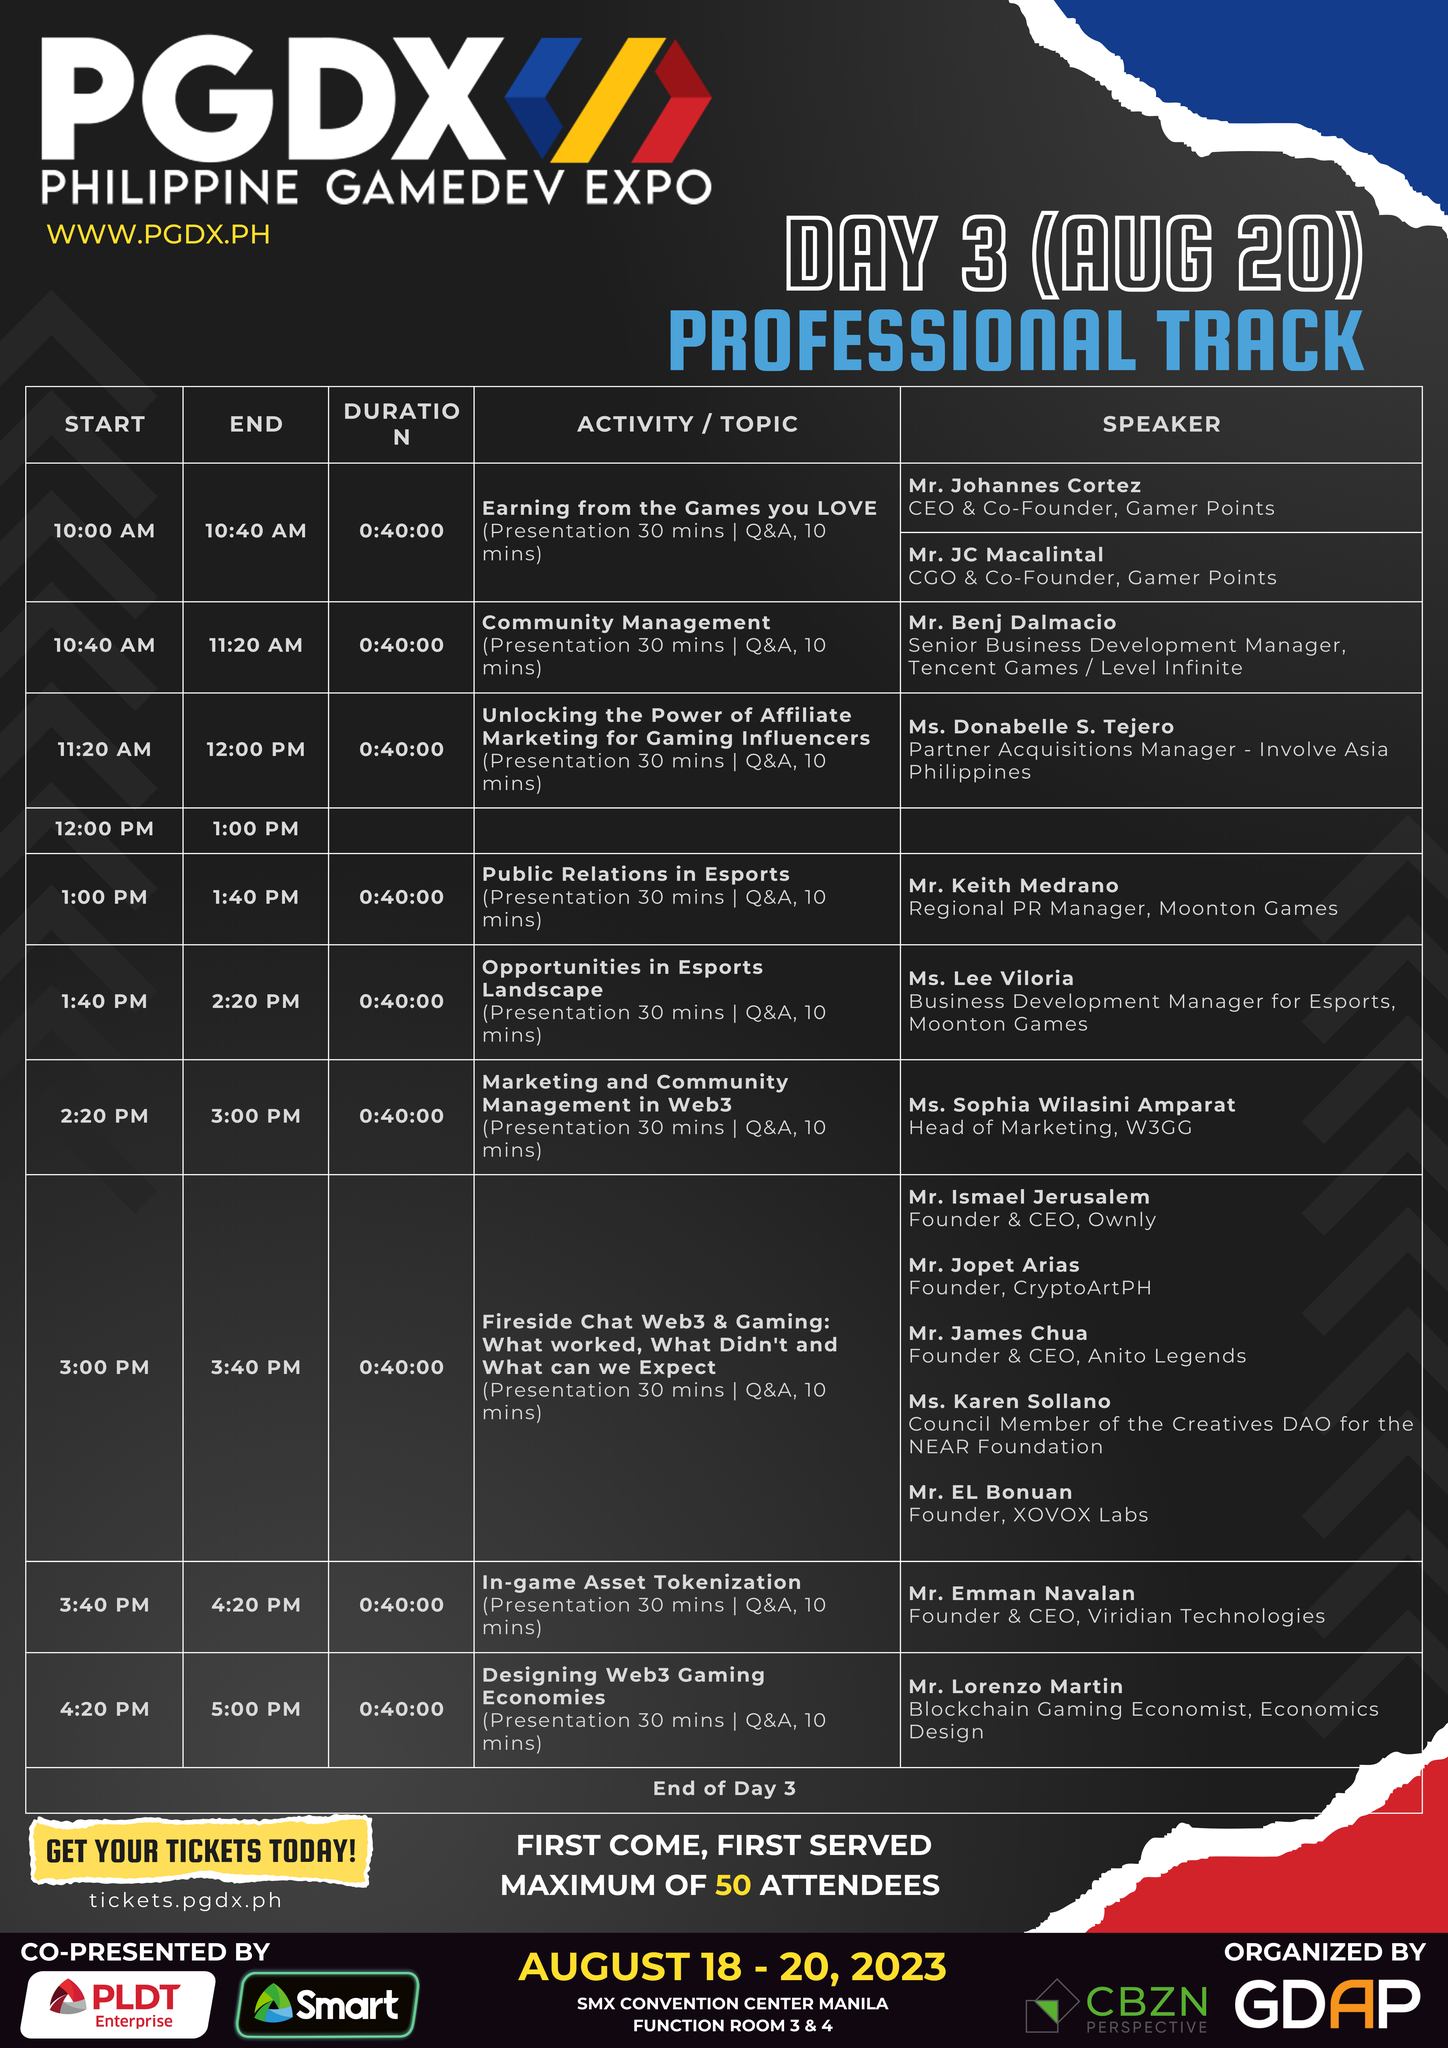 PGDX
PHILIPPINE GAMEDEV EXPO
WWW.PGDX.PH
DAY 3 (AUG 20)
PROFESSIONAL TRACK
START
END
DURATIO
N
ACTIVITY / TOPIC
SPEAKER
10:00 AM
10:40 AM
0:40:00
Earning from the Games you LOVE
(Presentation 30 mins | Q&A, 10
mins)
Mr. Johannes Cortez
CEO & Co-Founder, Gamer Points
Mr. JC Macalintal
CGO & Co-Founder, Gamer Points
10:40 AM
11:20 AM
0:40:00
Community Management
(Presentation 30 mins | Q&A, 10
mins)
Mr. Benj Dalmacio
Senior Business Development Manager,
Tencent Games / Level Infinite
11:20 AM
12:00 PM
0:40:00
Unlocking the Power of Affiliate
Marketing for Gaming Influencers
(Presentation 30 mins | Q&A, 10
mins)
Ms. Donabelle S. Tejero
Partner Acquisitions Manager - Involve Asia
Philippines
12:00 PM
1:00 PM
1:00 PM
1:40 PM
0:40:00
Public Relations in Esports
(Presentation 30 mins | Q&A, 10
mins)
Mr. Keith Medrano
Regional PR Manager, Moonton Games
1:40 PM
2:20 PM
0:40:00
Opportunities in Esports
Landscape
(Presentation 30 mins | Q&A, 10
mins)
Ms. Lee Viloria
Business Development Manager for Esports,
Moonton Games
2:20 PM
3:00 PM
0:40:00
Marketing and Community
Management in Web3
(Presentation 30 mins | Q&A, 10
mins)
Ms. Sophia Wilasini Amparat
Head of Marketing, W3GG
3:00 PM
3:40 PM
0:40:00
Fireside Chat Web3 & Gaming:
What worked, What Didn't and
What can we Expect
(Presentation 30 mins | Q&A, 10
mins)
Mr. Ismael Jerusalem
Founder & CEO, Ownly
Mr. Jopet Arias
Founder, CryptoArtPH
Mr. James Chua
Founder & CEO, Anito Legends
Ms. Karen Sollano
Council Member of the Creatives DAO for the
NEAR Foundation
Mr. EL Bonuan
Founder, XOVOX Labs
3:40 PM
4:20 PM
0:40:00
In-game Asset Tokenization
(Presentation 30 mins | Q&A, 10
mins)
Mr. Emman Navalan
Founder & CEO, Viridian Technologies
4:20 PM
5:00 PM
0:40:00
Designing Web3 Gaming
Economies
(Presentation 30 mins | Q&A, 10
mins)
Mr. Lorenzo Martin
Blockchain Gaming Economist, Economics
Design
End of Day 3
GET YOUR TICKETS TODAY!
tickets.pgdx.ph
FIRST COME, FIRST SERVED
MAXIMUM OF 50 ATTENDEES
CO-PRESENTED BY
PLDT
Enterprise
Smart
AUGUST 18 - 20, 2023
SMX CONVENTION CENTER MANILA
FUNCTION ROOM 3 & 4
ORGANIZED BY
CBZN
PERSPECTIVE
GDAP